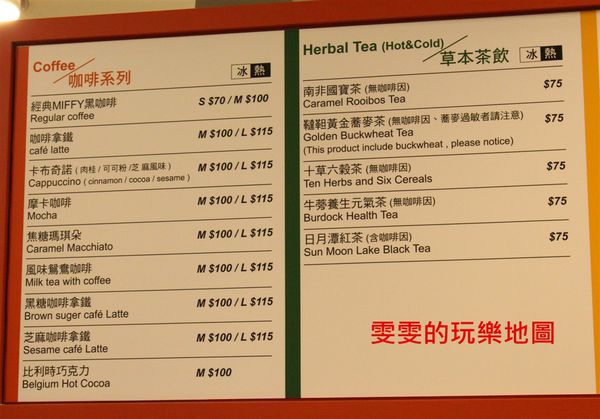 Coffee
咖啡系列
冰 熱
經典MIFFY黑咖啡 S $70 / M $100
Regular coffee
咖啡拿鐵 M $100 / L $115
café latte
卡布奇諾 ( 肉桂 / 可可粉 /芝麻風味 ) M $100 / L $115
Cappuccino ( cinnamon / cocoa / sesame )
摩卡咖啡 M $100 / L $115
Mocha
焦糖瑪琪朵 M $100 / L $115
Caramel Macchiato
風味鴛鴦咖啡 M $100 / L $115
Milk tea with coffee
黑糖咖啡拿鐵 M $100 / L $115
Brown suger café Latte
芝麻咖啡拿鐵 M $100 / L $115
Sesame café Latte
比利時巧克力 M $100
Belgium Hot Cocoa
Herbal Tea (Hot&Cold)
草本茶飲
冰 熱
南非國寶茶 (無咖啡因) $75
Caramel Rooibos Tea
韃靼黃金蕎麥茶 (無咖啡因、蕎麥過敏者請注意) $75
Golden Buckwheat Tea
(This product include buckwheat , please notice)
十草六穀茶 (無咖啡因) $75
Ten Herbs and Six Cereals
牛蒡養生元氣茶 (無咖啡因) $75
Burdock Health Tea
日月潭紅茶 (含咖啡因) $75
Sun Moon Lake Black Tea
雯雯的玩樂地圖